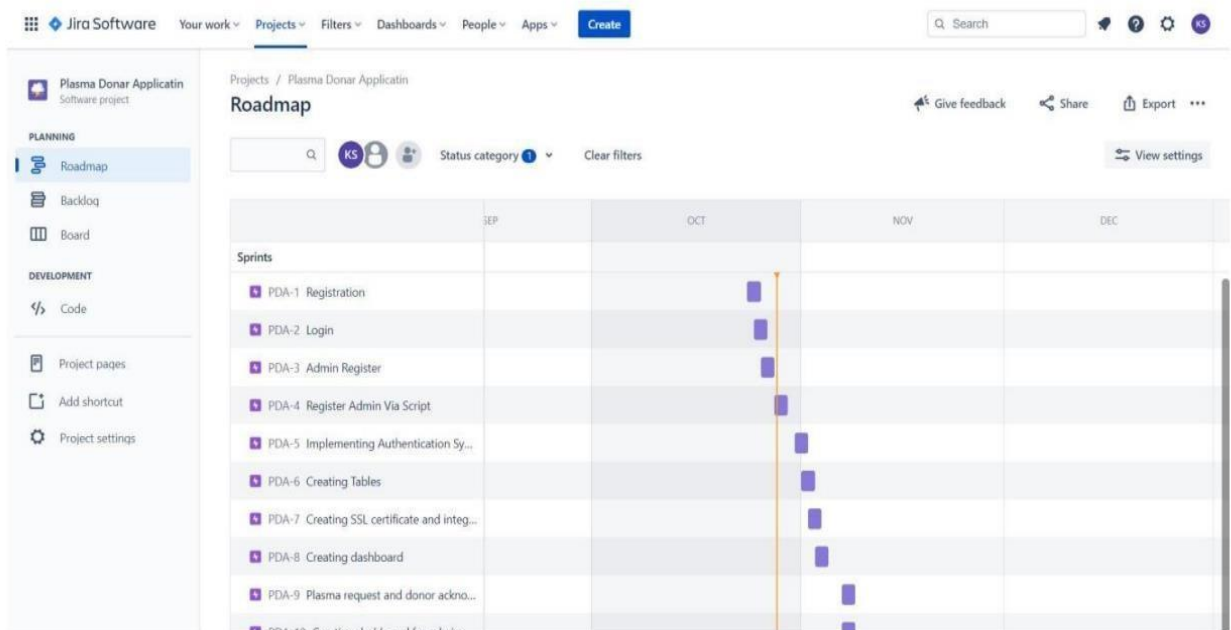 Jira Software Your work Projects Filters Dashboards People Apps Create Search KS
Plasma Donar Applicatin
Software project
PLANNING
Roadmap
Backlog
Board
DEVELOPMENT
Code
Project pages
Add shortcut
Project settings
Projects / Plasma Donar Applicatin
Roadmap
Give feedback Share Export
KS Status category 1 Clear filters View settings
SEP OCT NOV DEC
Sprints
PDA-1 Registration
PDA-2 Login
PDA-3 Admin Register
PDA-4 Register Admin Via Script
PDA-5 Implementing Authentication Sy...
PDA-6 Creating Tables
PDA-7 Creating SSL certificate and integ...
PDA-8 Creating dashboard
PDA-9 Plasma request and donor ackno...